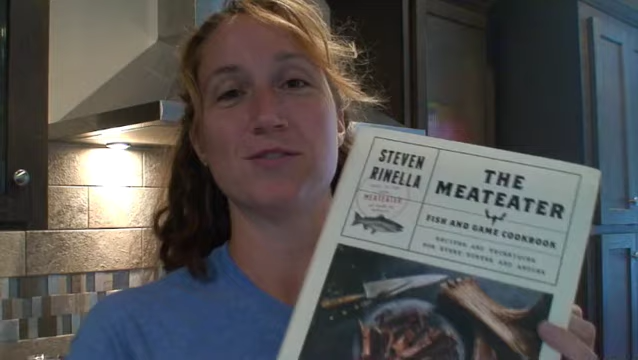 STEVEN
RINELLA
MEATEATER
THE
MEATEATER
FISH AND GAME COOKBOOK
RECIPES AND TECHNIQUES
FOR EVERY HUNTER AND ANGLER